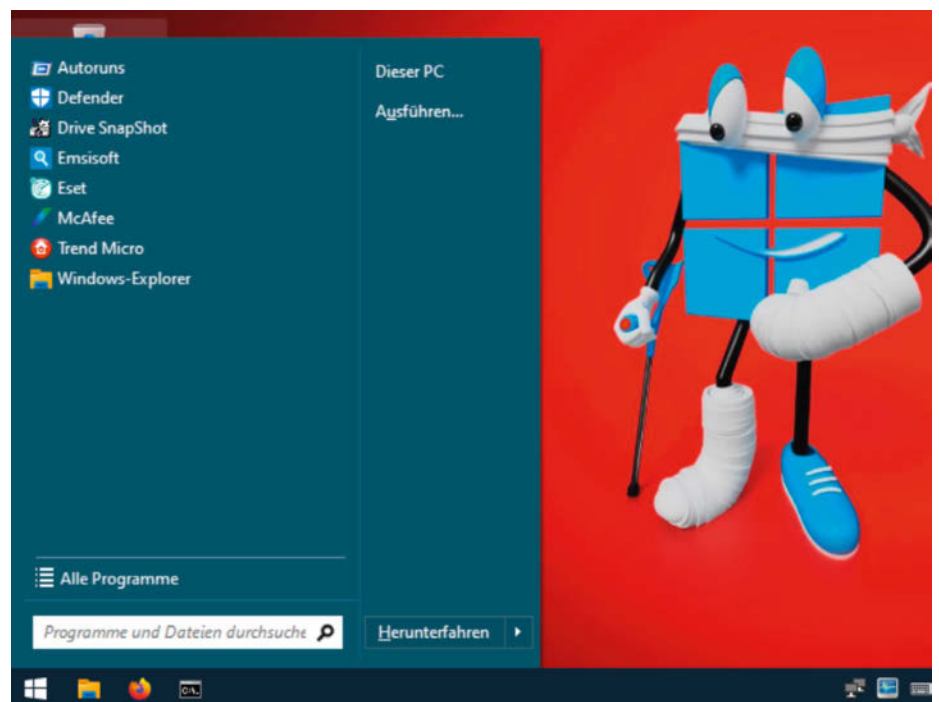 Autoruns
Defender
Drive SnapShot
Emsisoft
Eset
McAfee
Trend Micro
Windows-Explorer
Alle Programme
Programme und Dateien durchsuche
Dieser PC
Ausführen...
Herunterfahren